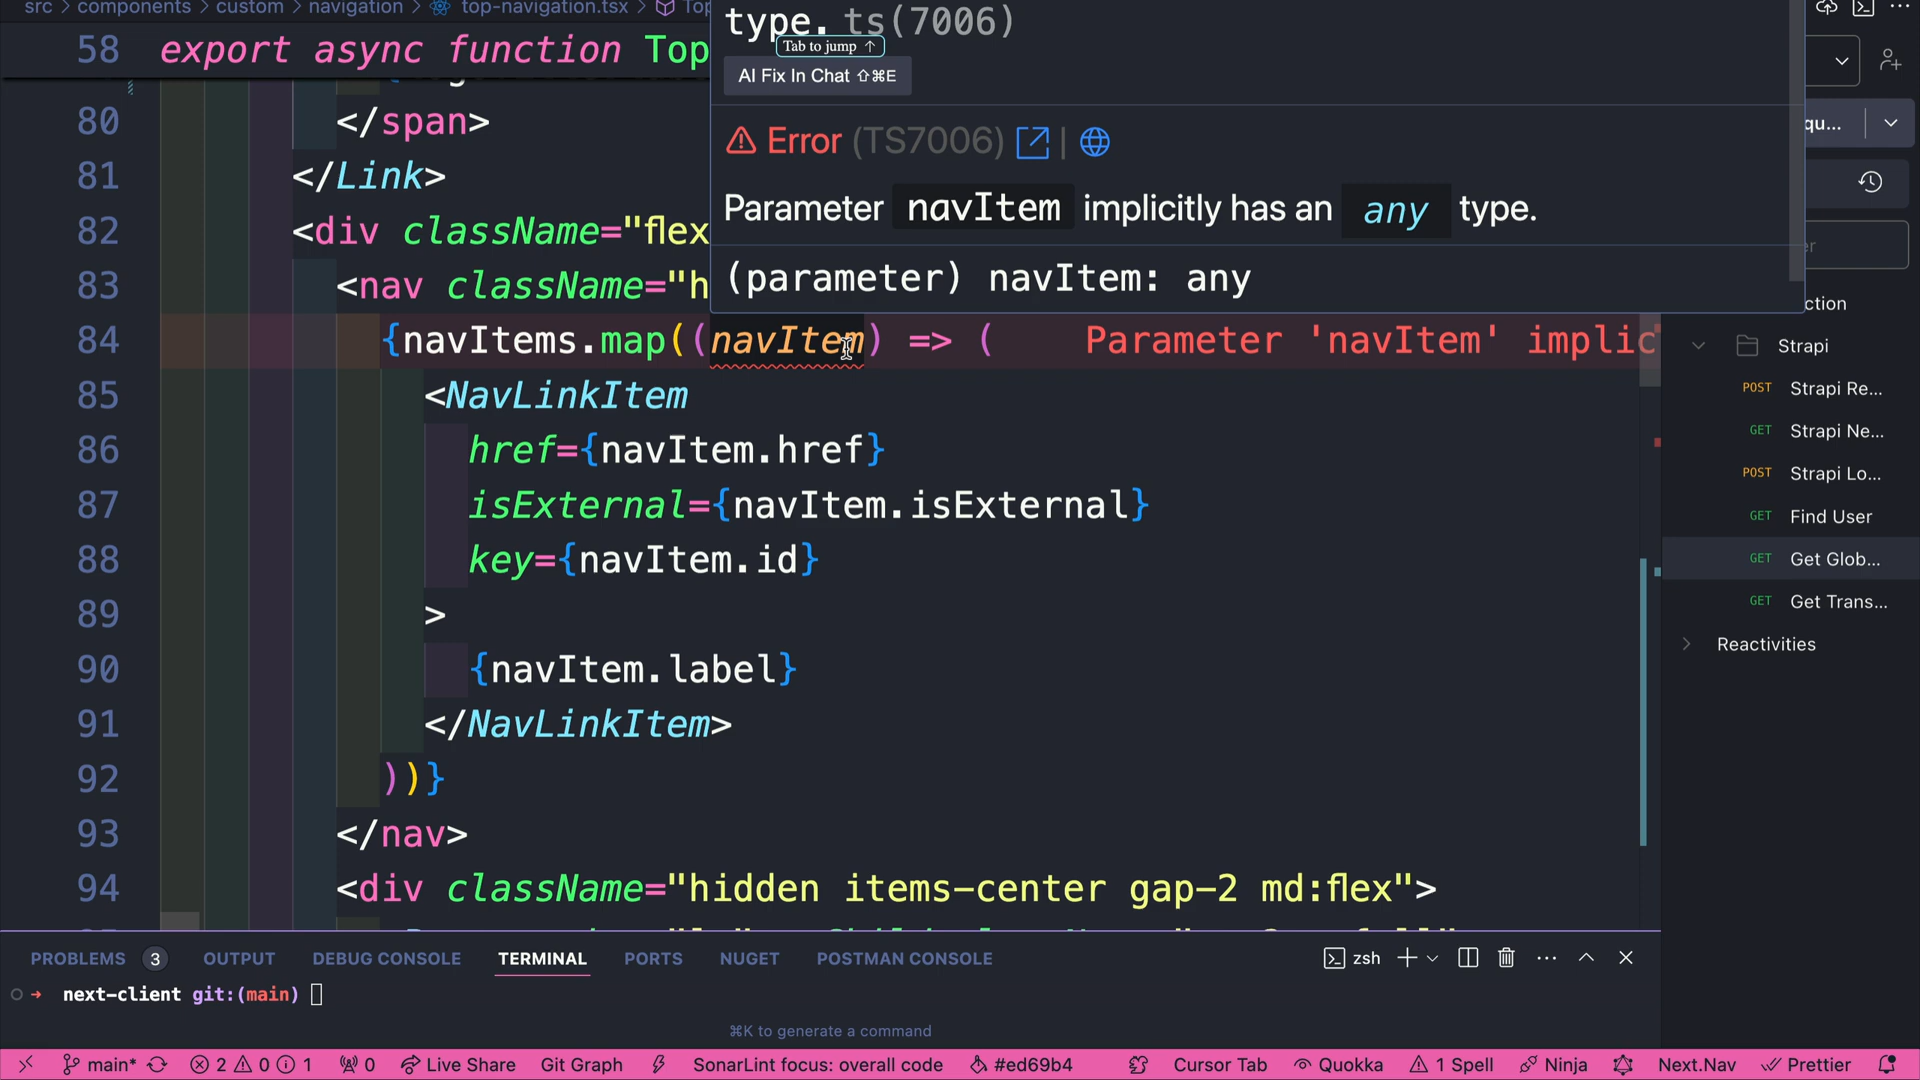 src > components > custom > navigation > top-navigation.tsx > Top
type. ts(7006)
Tab to jump ↑
AI Fix In Chat ⇧⌘E
Error (TS7006) |
Parameter navItem implicitly has an any type.
(parameter) navItem: any
58 export async function Top
80 </span>
81 </Link>
82 <div className="flex
83 <nav className="h
84 {navItems.map((navItem) => ( Parameter 'navItem' implic
85 <NavLinkItem
86 href={navItem.href}
87 isExternal={navItem.isExternal}
88 key={navItem.id}
89 >
90 {navItem.label}
91 </NavLinkItem>
92 ))}
93 </nav>
94 <div className="hidden items-center gap-2 md:flex">
qu...
er
ction
Strapi
POST Strapi Re...
GET Strapi Ne...
POST Strapi Lo...
GET Find User
GET Get Glob...
GET Get Trans...
Reactivities
PROBLEMS 3 OUTPUT DEBUG CONSOLE TERMINAL PORTS NUGET POSTMAN CONSOLE zsh
next-client git:(main)
⌘K to generate a command
main* 2 0 1 0 Live Share Git Graph SonarLint focus: overall code #ed69b4 Cursor Tab Quokka 1 Spell Ninja Next.Nav Prettier